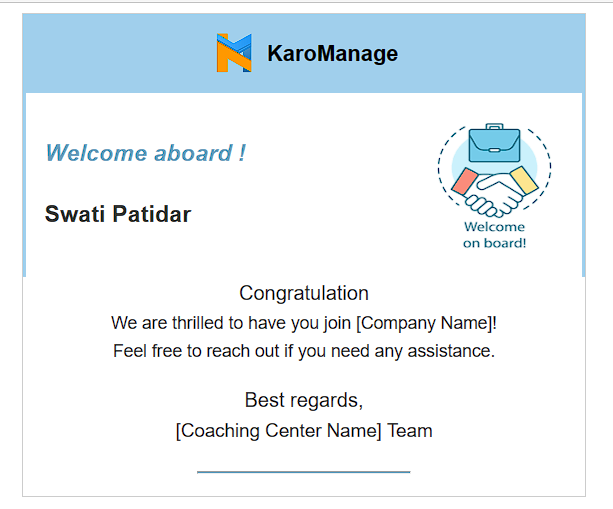 KaroManage
Welcome aboard !
Swati Patidar
Welcome
on board!
Congratulation
We are thrilled to have you join [Company Name]!
Feel free to reach out if you need any assistance.
Best regards,
[Coaching Center Name] Team